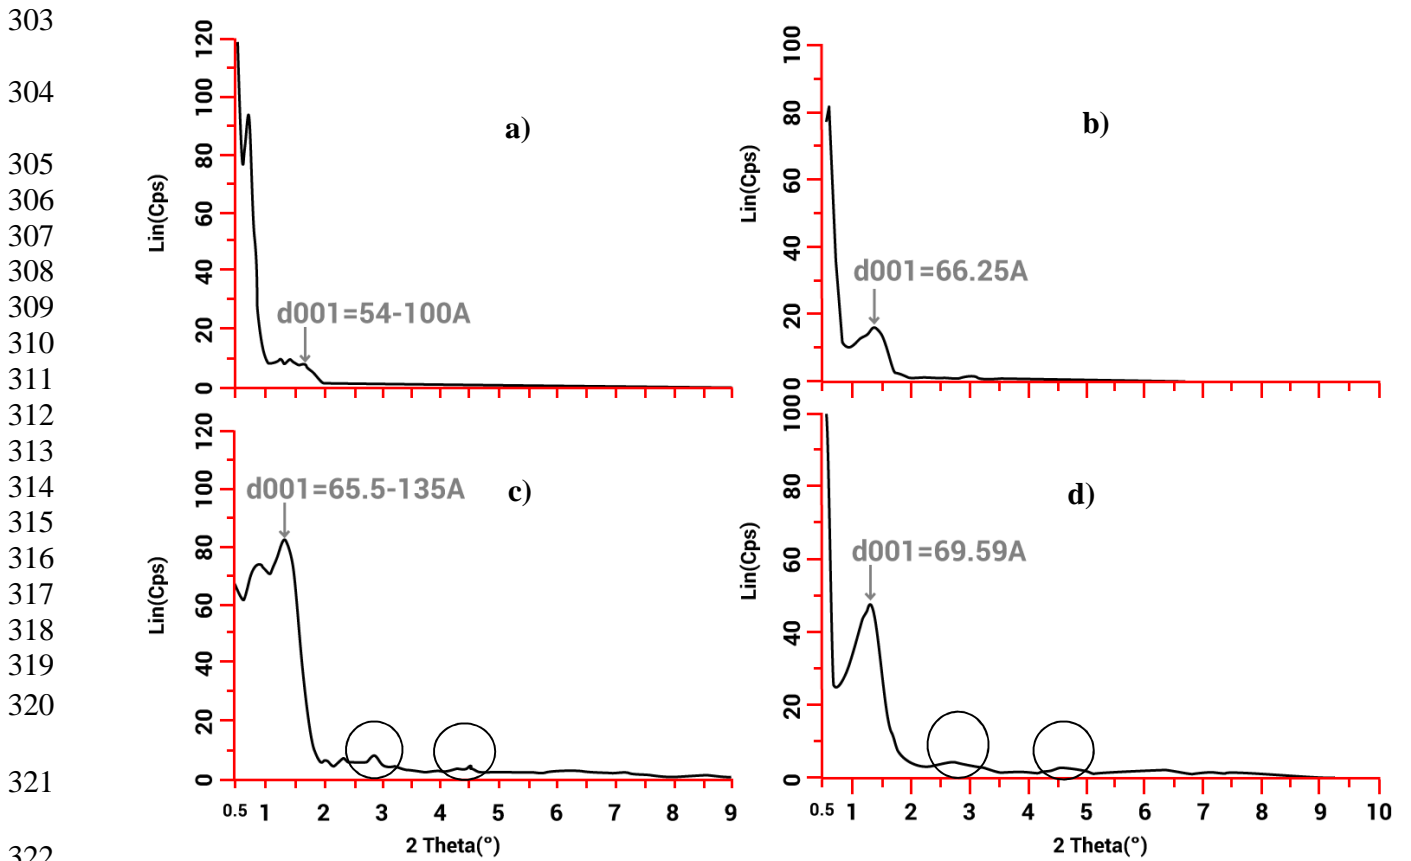 303
304
305
306
307
308
309
310
311
312
313
314
315
316
317
318
319
320
321
322
120
100
80
60
40
20
0
Lin(Cps)
a)
d001=54-100A
100
80
60
40
20
0
Lin(Cps)
b)
d001=66.25A
120
100
80
60
40
20
0
Lin(Cps)
d001=65.5-135A
c)
0.5 1 2 3 4 5 6 7 8 9
2 Theta(º)
100
80
60
40
20
0
Lin(Cps)
d)
d001=69.59A
0.5 1 2 3 4 5 6 7 8 9 10
2 Theta(º)